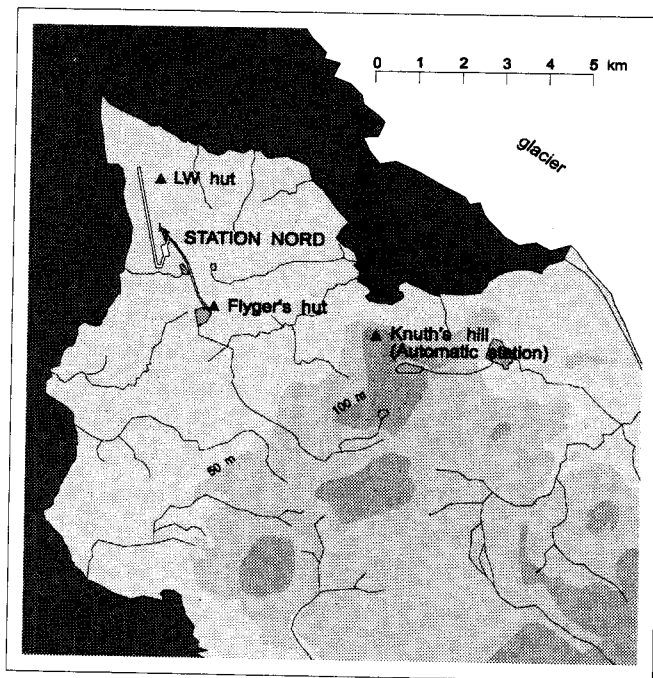 0 1 2 3 4 5 km
glacier
LW hut
STATION NORD
Flyger's hut
Knuth's hill
(Automatic station)
100 m
50 m